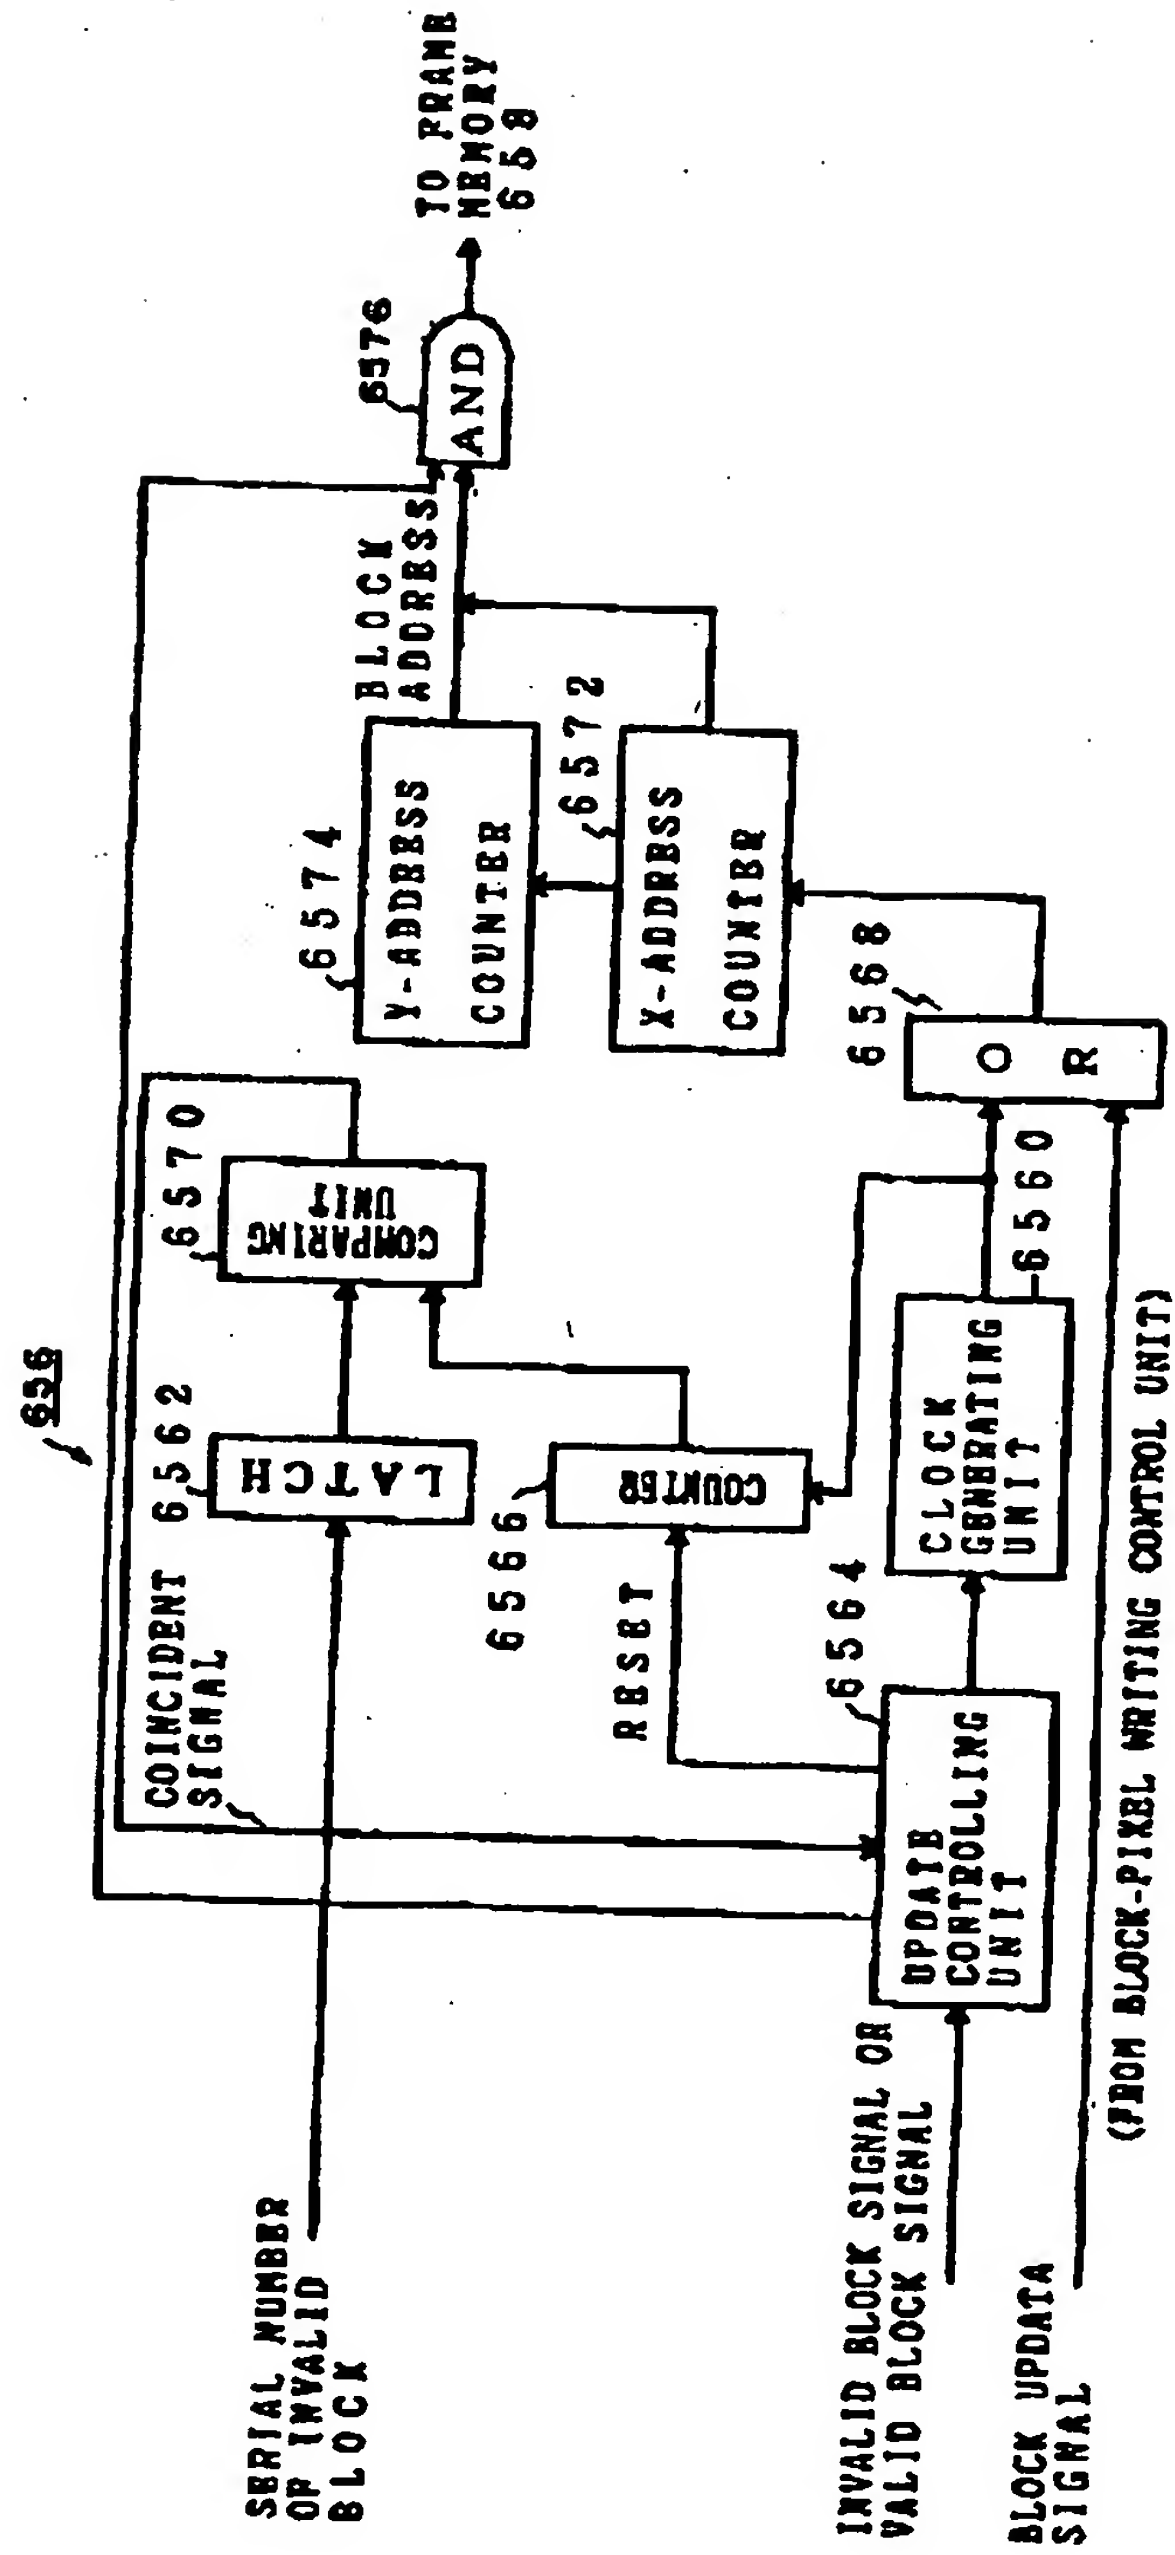 656
SERIAL NUMBER
OF INVALID
BLOCK
COINCIDENT
SIGNAL
6562
LATCH
6570
COMPARING
UNIT
6566
COUNTER
RESET
INVALID BLOCK SIGNAL OR
VALID BLOCK SIGNAL
6564
UPDATE
CONTROLLING
UNIT
CLOCK
GENERATING
UNIT
6560
BLOCK UPDATA
SIGNAL
(FROM BLOCK-PIXEL WRITING CONTROL UNIT)
6568
OR
6574
Y-ADDRESS
COUNTER
6572
X-ADDRESS
COUNTER
BLOCK
ADDRESS
6576
AND
TO FRAME
MEMORY
658